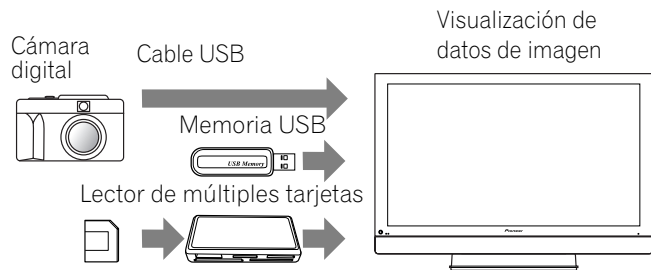 Cámara
digital
Cable USB
Visualización de
datos de imagen
Memoria USB
USB Memory
Lector de múltiples tarjetas
Pioneer